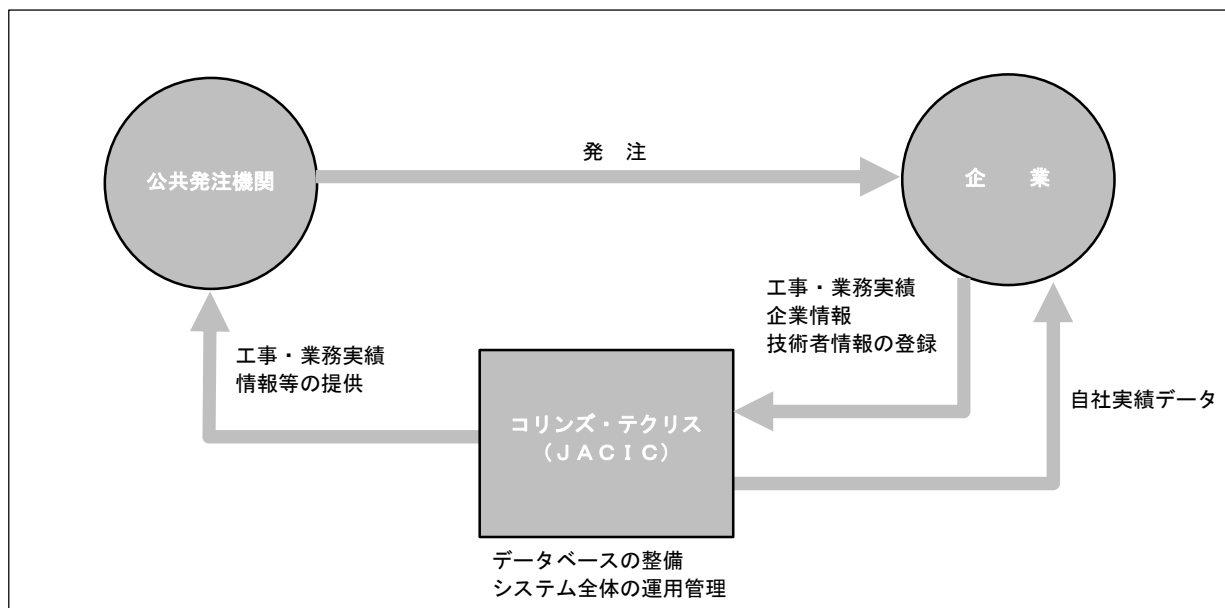 公共発注機関
発　注
企　　業
工事・業務実績
企業情報
技術者情報の登録
工事・業務実績
情報等の提供
自社実績データ
コリンズ・テクリス
（ＪＡＣＩＣ）
データベースの整備
システム全体の運用管理